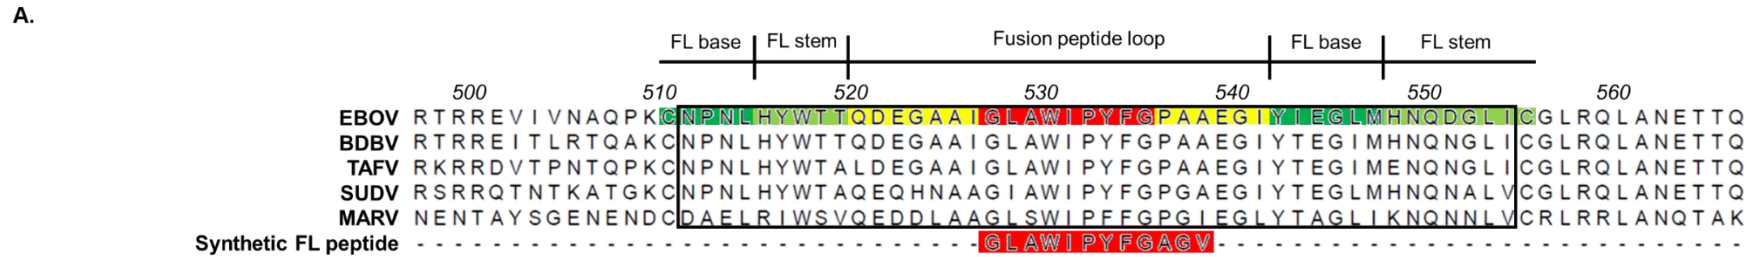 A.
FL base FL stem Fusion peptide loop FL base FL stem
500 510 520 530 540 550 560
EBOV RTRREVIVNAQPKCNPNLHYWTTQDEGAAIGLAWIPYFGPAAEGIYIEGLMHNQDGLICGLRQLANETTQ
BDBV RTRREITLRTQAKCNPNLHYWTTQDEGAAIGLAWIPYFGPAAEGIYTEGIMHNQNGLICGLRQLANETTQ
TAFV RKRRDVTPNTQPKCNPNLHYWTALDEGAAIGLAWIPYFGPAAEGIYTEGIMENQNGLICGLRQLANETTQ
SUDV RSRRQTNTKATGKCNPNLHYWTAQEQHNAAGIAWIPYFGPGAEGIYTEGLMHNQNALVCGLRQLANETTQ
MARV NENTAYSGENENDCDAELRIWSVQEDDLAAGLSWIPFFGPGIEGLYTAGLIKNQNNLVCRLRRLANQTAK
Synthetic FL peptide - - - - - - - - - - - - - - - - - - - - - - - - - - - - - - GLAWIPYFGAGV - - - - - - - - - - - - - - - - - - - - - - - - - - - -